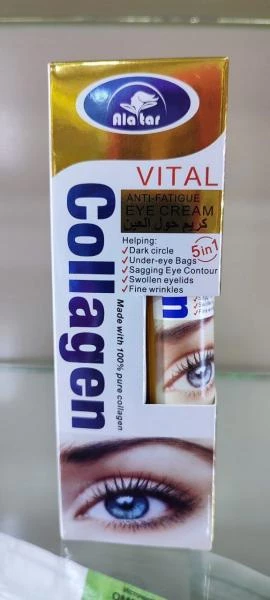 Ala tar
VITAL
ANTI-FATIGUE
EYE CREAM
كريم حول العين
Helping:
✓Dark circle
✓Under-eye Bags
✓Sagging Eye Contour
✓Swollen eyelids
✓Fine wrinkles
5in1
Collagen
Made with 100% pure collagen